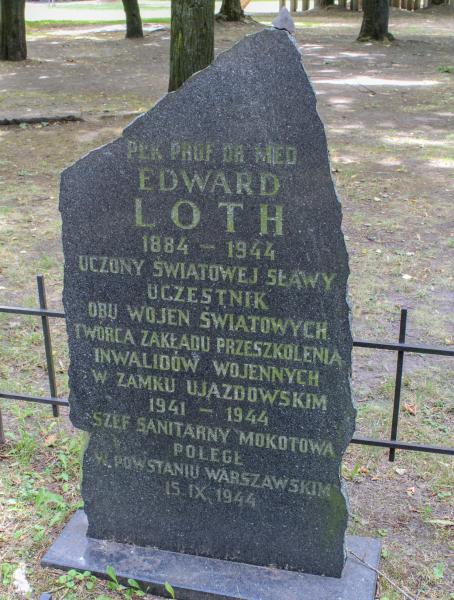 PŁK PROF DR MED
EDWARD
LOTH
1884 – 1944
UCZONY ŚWIATOWEJ SŁAWY
UCZESTNIK
OBU WOJEN ŚWIATOWYCH
TWÓRCA ZAKŁADU PRZESZKOLENIA
INWALIDÓW WOJENNYCH
W ZAMKU UJAZDOWSKIM
1941 – 1944
SZEF SANITARNY MOKOTOWA
POLEGŁ
W POWSTANIU WARSZAWSKIM
15.IX.1944